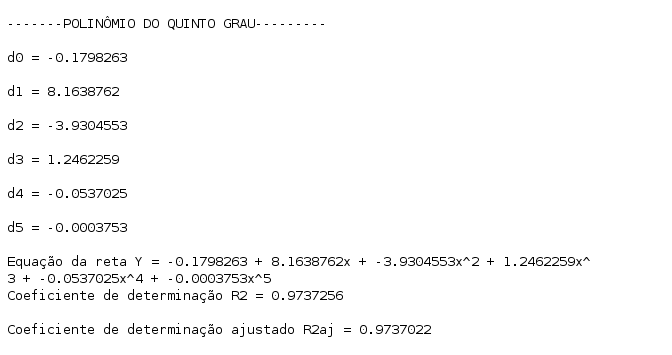 -------POLINÔMIO DO QUINTO GRAU---------
d0 = -0.1798263
d1 = 8.1638762
d2 = -3.9304553
d3 = 1.2462259
d4 = -0.0537025
d5 = -0.0003753
Equação da reta Y = -0.1798263 + 8.1638762x + -3.9304553x^2 + 1.2462259x^
3 + -0.0537025x^4 + -0.0003753x^5
Coeficiente de determinação R2 = 0.9737256
Coeficiente de determinação ajustado R2aj = 0.9737022